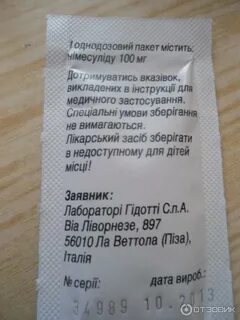 1 однодозовий пакет містить:
німесуліду 100 мг
Дотримуватись вказівок,
викладених в інструкції для
медичного застосування.
Спеціальні умови зберігання
не вимагаються.
Лікарський засіб зберігати
в недоступному для дітей
місці!
Заявник:
Лабораторі Гідотті С.п.А.
Віа Ліворнезе, 897
56010 Ла Веттола (Піза),
Італія
№ серії: дата вироб.:
34989 10.2013
ОТЗОВИК